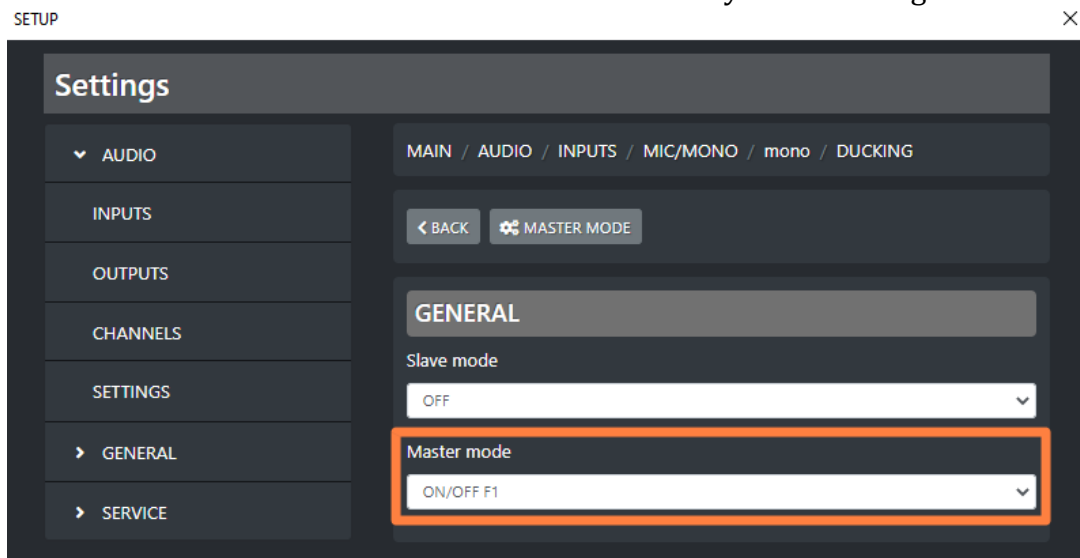 SETUP
Settings
AUDIO
MAIN / AUDIO / INPUTS / MIC/MONO / mono / DUCKING
INPUTS
BACK MASTER MODE
OUTPUTS
GENERAL
CHANNELS
Slave mode
SETTINGS
OFF
GENERAL
Master mode
ON/OFF F1
SERVICE